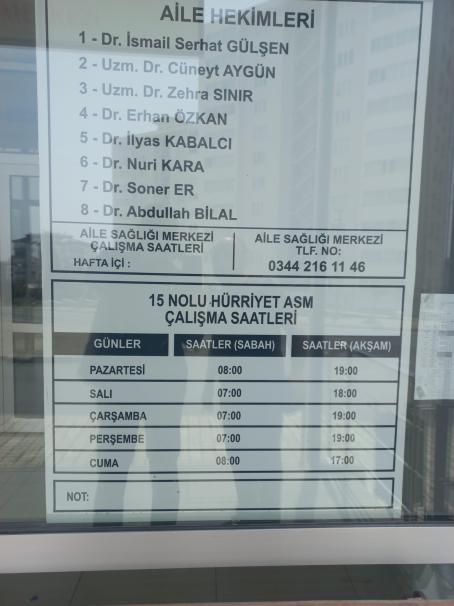 AİLE HEKİMLERİ
1 - Dr. İsmail Serhat GÜLŞEN
2 - Uzm. Dr. Cüneyt AYGÜN
3 - Uzm. Dr. Zehra SINIR
4 - Dr. Erhan ÖZKAN
5 - Dr. İlyas KABALCI
6 - Dr. Nuri KARA
7 - Dr. Soner ER
8 - Dr. Abdullah BİLAL
AİLE SAĞLIĞI MERKEZİ
ÇALIŞMA SAATLERİ
HAFTA İÇİ :
AİLE SAĞLIĞI MERKEZİ
TLF. NO:
0344 216 11 46
15 NOLU HÜRRİYET ASM
ÇALIŞMA SAATLERİ
GÜNLER SAATLER (SABAH) SAATLER (AKŞAM)
PAZARTESİ 08:00 19:00
SALI 07:00 18:00
ÇARŞAMBA 07:00 19:00
PERŞEMBE 07:00 19:00
CUMA 08:00 17:00
NOT: